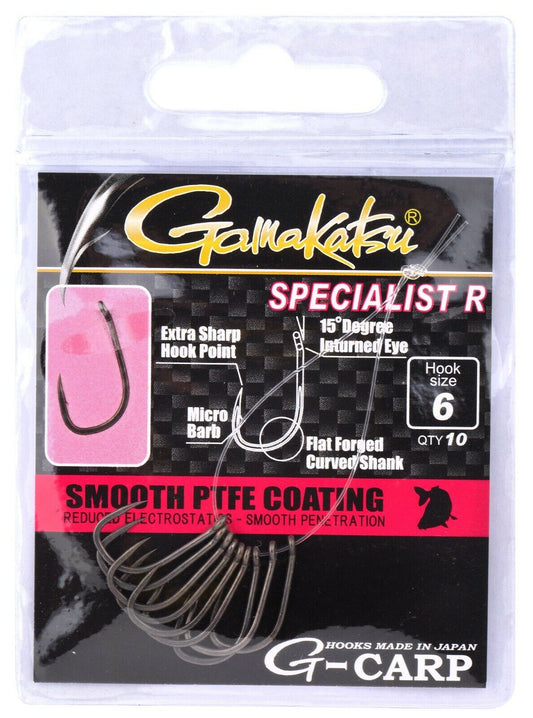 Gamakatsu®
SPECIALIST R
Extra Sharp
Hook Point
15° Degree
Inturned Eye
Hook
size
6
QTY 10
Micro
Barb
Flat Forged
Curved Shank
SMOOTH PTFE COATING
REDUCED ELECTROSTATICS - SMOOTH PENETRATION
HOOKS MADE IN JAPAN
G-CARP